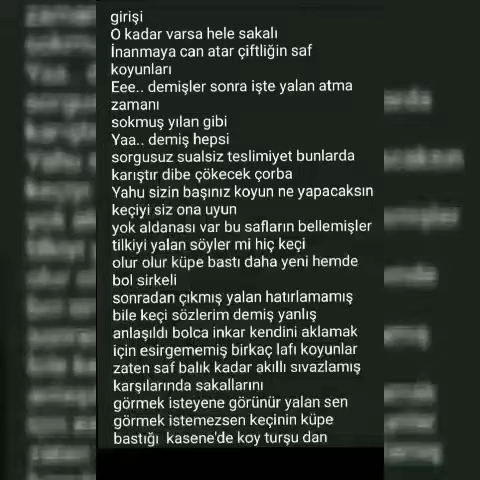 girişi
O kadar varsa hele sakalı
İnanmaya can atar çiftliğin saf
koyunları
Eee.. demişler sonra işte yalan atma
zamanı
sokmuş yılan gibi
Yaa.. demiş hepsi
sorgusuz sualsiz teslimiyet bunlarda
karıştır dibe çökecek çorba
Yahu sizin başınız koyun ne yapacaksın
keçiyi siz ona uyun
yok aldanası var bu safların bellemişler
tilkiyi yalan söyler mi hiç keçi
olur olur küpe bastı daha yeni hemde
bol sirkeli
sonradan çıkmış yalan hatırlamamış
bile keçi sözlerim demiş yanlış
anlaşıldı bolca inkar kendini aklamak
için esirgememiş birkaç lafı koyunlar
zaten saf balık kadar akıllı sıvazlamış
karşılarında sakallarını
görmek isteyene görünür yalan sen
görmek istemezsen keçinin küpe
bastığı kasene'de koy turşu dan